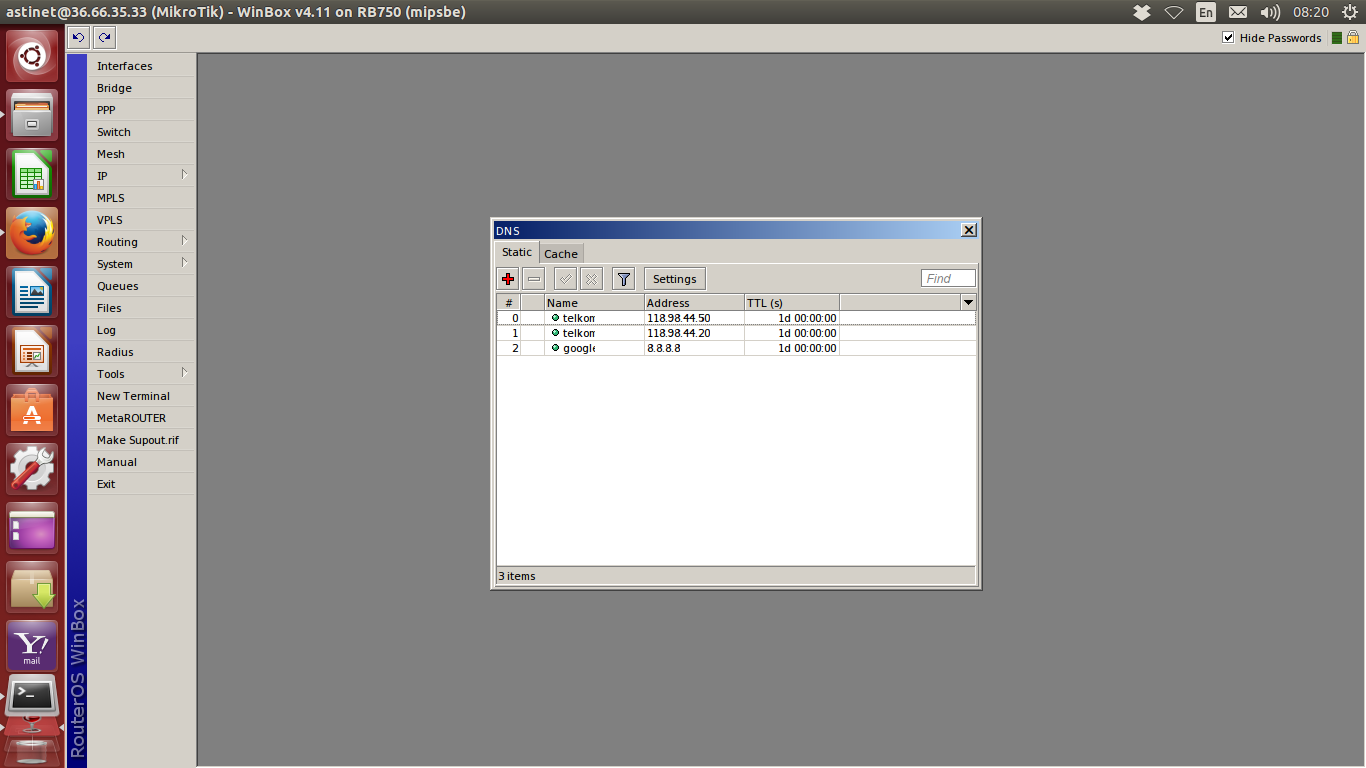 astinet@36.66.35.33 (MikroTik) - WinBox v4.11 on RB750 (mipsbe)
En
08:20
Hide Passwords
Interfaces
Bridge
PPP
Switch
Mesh
IP
MPLS
VPLS
Routing
System
Queues
Files
Log
Radius
Tools
New Terminal
MetaROUTER
Make Supout.rif
Manual
Exit
RouterOS WinBox
Y!
mail
DNS
Static
Cache
Settings
Find
# Name Address TTL (s)
0 telkom 118.98.44.50 1d 00:00:00
1 telkom 118.98.44.20 1d 00:00:00
2 google 8.8.8.8 1d 00:00:00
3 items